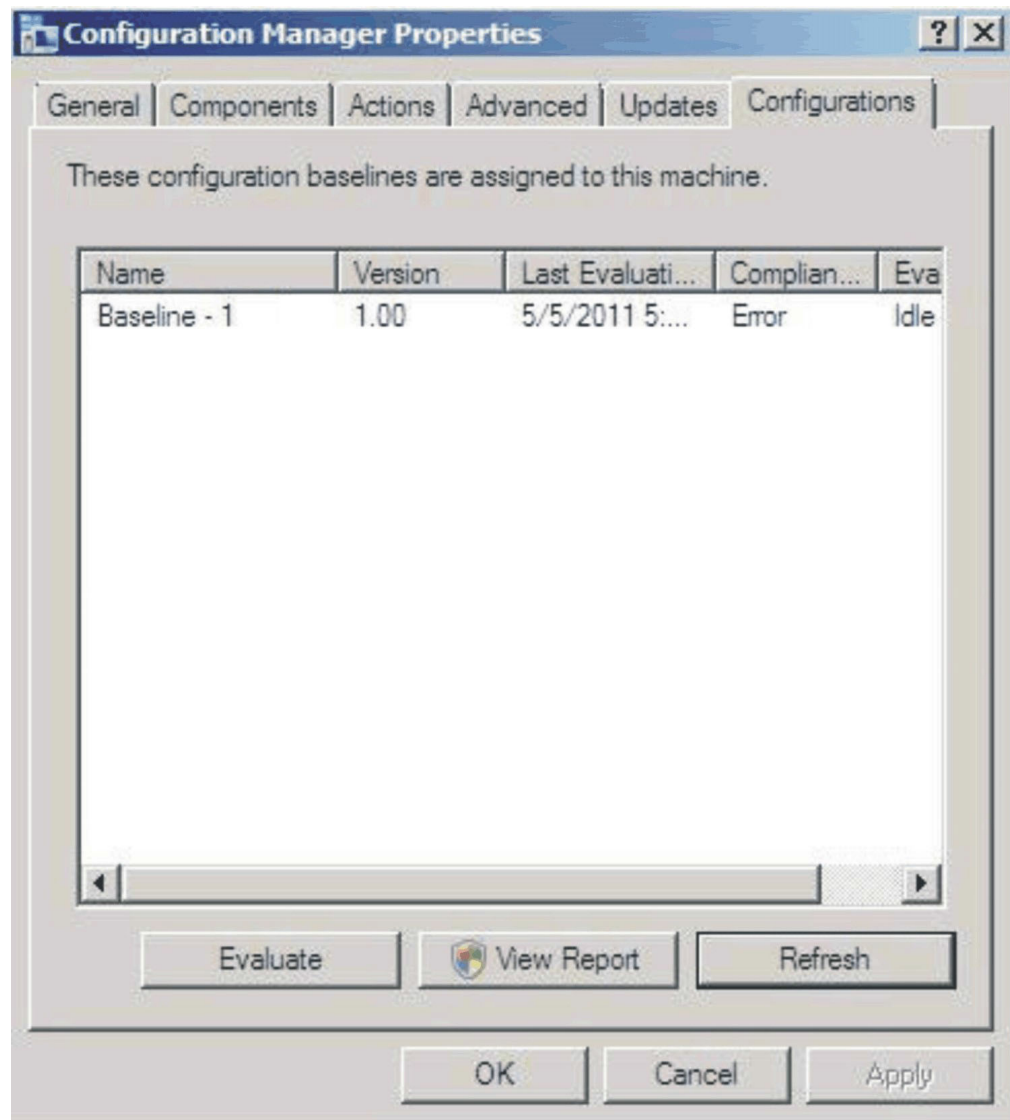 Configuration Manager Properties
General Components Actions Advanced Updates Configurations
These configuration baselines are assigned to this machine.
Name Version Last Evaluati... Complian... Eva
Baseline - 1 1.00 5/5/2011 5:... Error Idle
Evaluate View Report Refresh
OK Cancel Apply